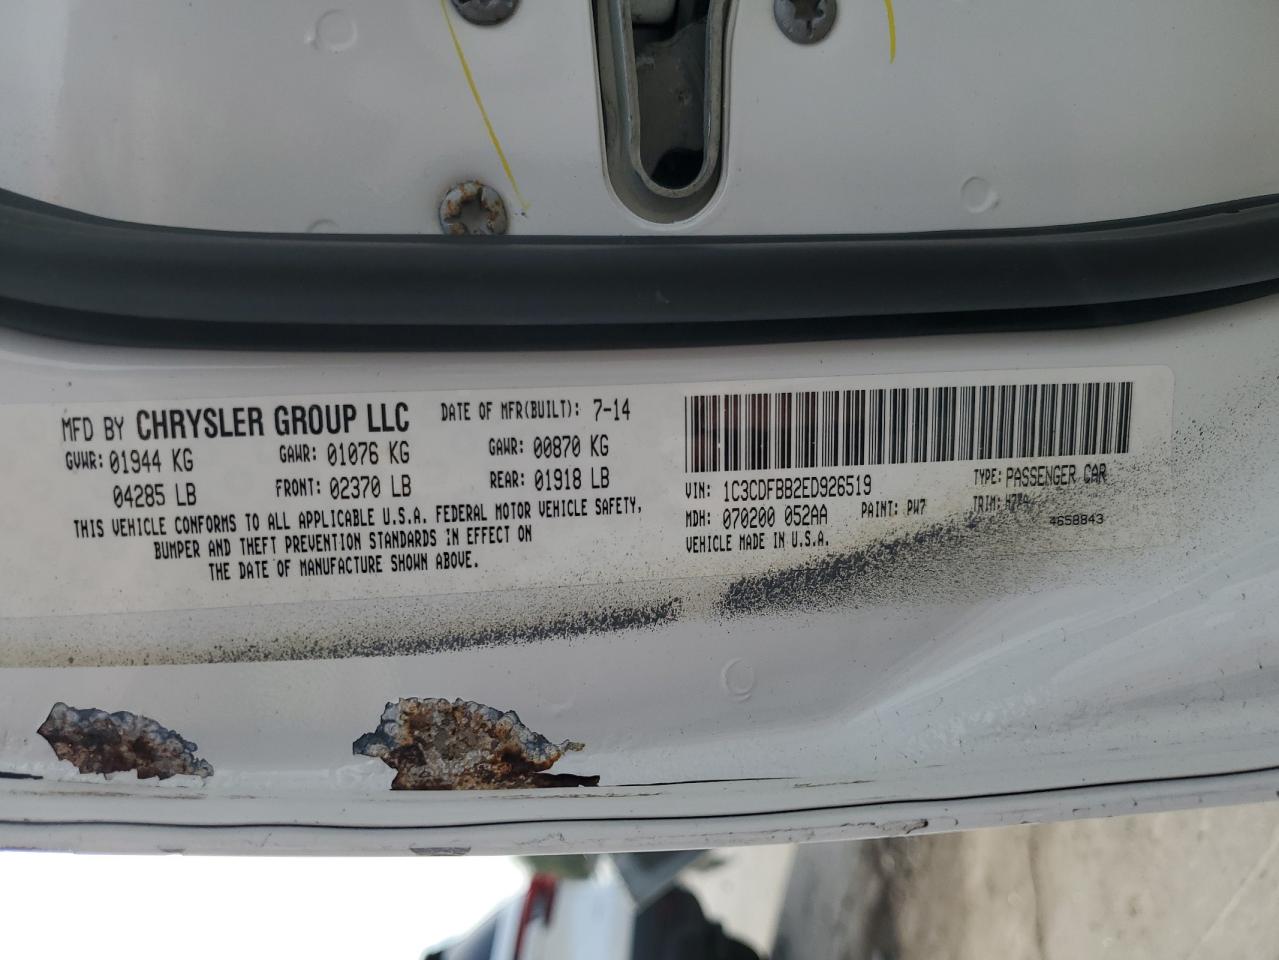 MFD BY CHRYSLER GROUP LLC DATE OF MFR(BUILT): 7-14
GVWR: 01944 KG GAWR: 01076 KG GAWR: 00870 KG
04285 LB FRONT: 02370 LB REAR: 01918 LB
THIS VEHICLE CONFORMS TO ALL APPLICABLE U.S.A. FEDERAL MOTOR VEHICLE SAFETY,
BUMPER AND THEFT PREVENTION STANDARDS IN EFFECT ON
THE DATE OF MANUFACTURE SHOWN ABOVE.
VIN: 1C3CDFBB2ED926519 TYPE: PASSENGER CAR
MDH: 070200 052AA PAINT: PW7 TRIM:
VEHICLE MADE IN U.S.A. 4658843